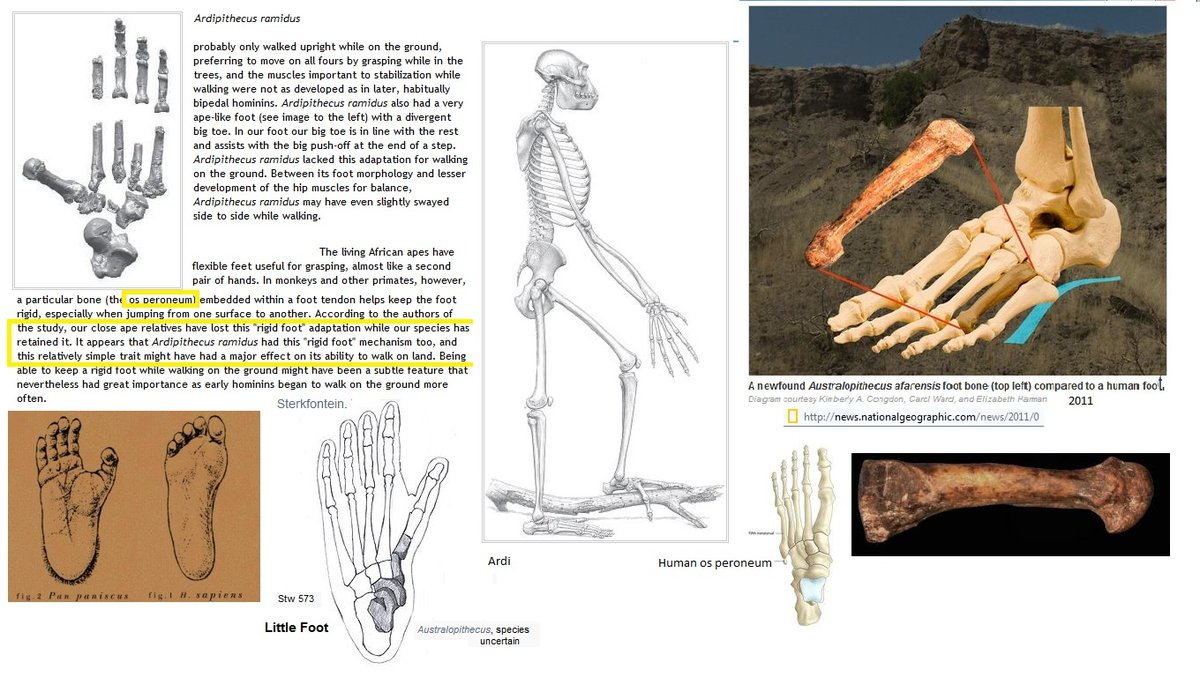 Ardipithecus ramidus
probably only walked upright while on the ground,
preferring to move on all fours by grasping while in the
trees, and the muscles important to stabilization while
walking were not as developed as in later, habitually
bipedal hominins. Ardipithecus ramidus also had a very
ape-like foot (see image to the left) with a divergent
big toe. In our foot our big toe is in line with the rest
and assists with the big push-off at the end of a step.
Ardipithecus ramidus lacked this adaptation for walking
on the ground. Between its foot morphology and lesser
development of the hip muscles for balance,
Ardipithecus ramidus may have even slightly swayed
side to side while walking.
The living African apes have
flexible feet useful for grasping, almost like a second
pair of hands. In monkeys and other primates, however,
a particular bone (the os peroneum) embedded within a foot tendon helps keep the foot
rigid, especially when jumping from one surface to another. According to the authors of
the study, our close ape relatives have lost this "rigid foot" adaptation while our species has
retained it. It appears that Ardipithecus ramidus had this "rigid foot" mechanism too, and
this relatively simple trait might have had a major effect on its ability to walk on land. Being
able to keep a rigid foot while walking on the ground might have been a subtle feature that
nevertheless had great importance as early hominins began to walk on the ground more
often.
fig.2 Pan paniscus
fig.1 H. sapiens
Sterkfontein.
Stw 573
Little Foot
Australopithecus, species
uncertain
Ardi
A newfound Australopithecus afarensis foot bone (top left) compared to a human foot,
Diagram courtesy Kimberly A. Congdon, Carol Ward, and Elizabeth Harman
2011
http://news.nationalgeographic.com/news/2011/0
Human os peroneum